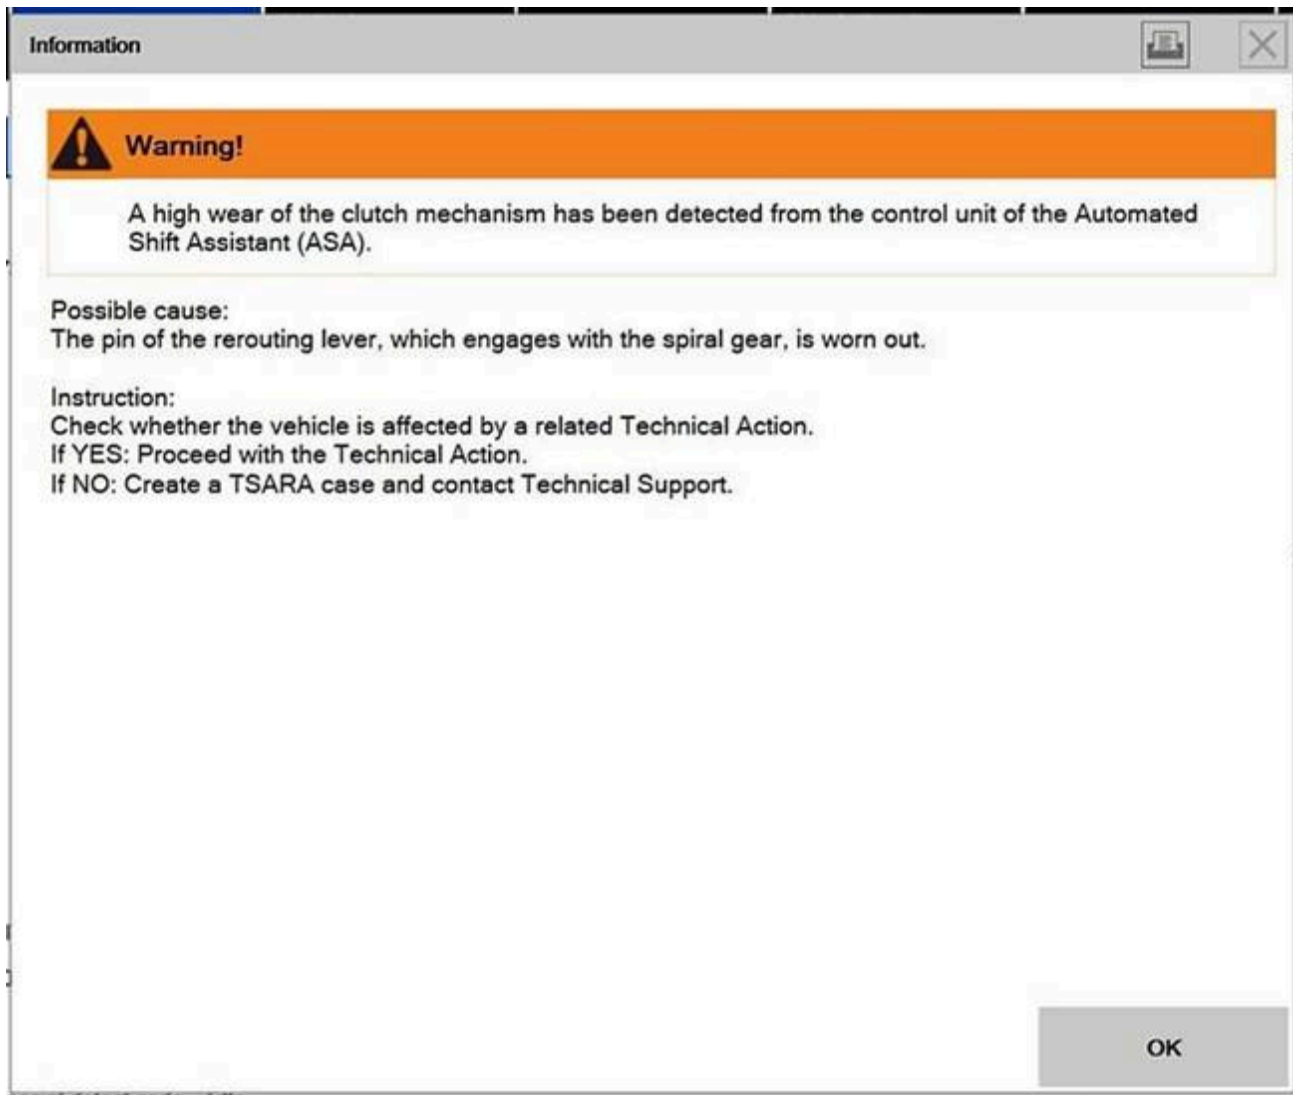 Information
Warning!
A high wear of the clutch mechanism has been detected from the control unit of the Automated
Shift Assistant (ASA).
Possible cause:
The pin of the rerouting lever, which engages with the spiral gear, is worn out.
Instruction:
Check whether the vehicle is affected by a related Technical Action.
If YES: Proceed with the Technical Action.
If NO: Create a TSARA case and contact Technical Support.
OK